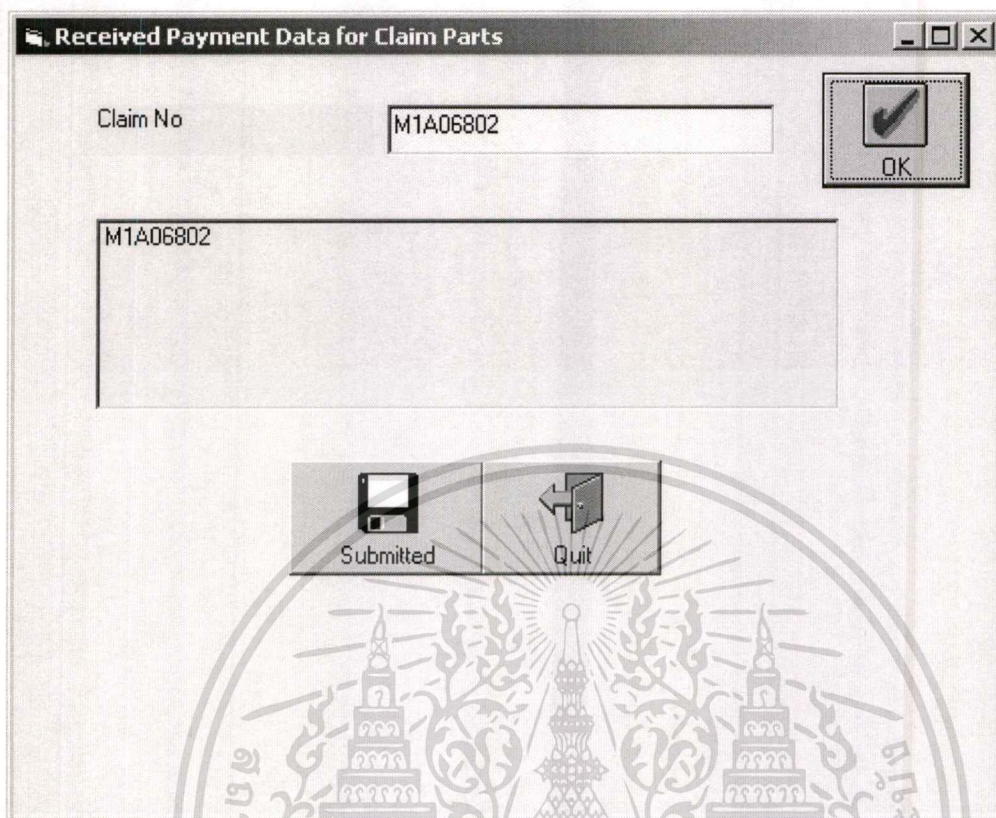 Received Payment Data for Claim Parts
Claim No
M1A06802
OK
M1A06802
Submitted
Quit